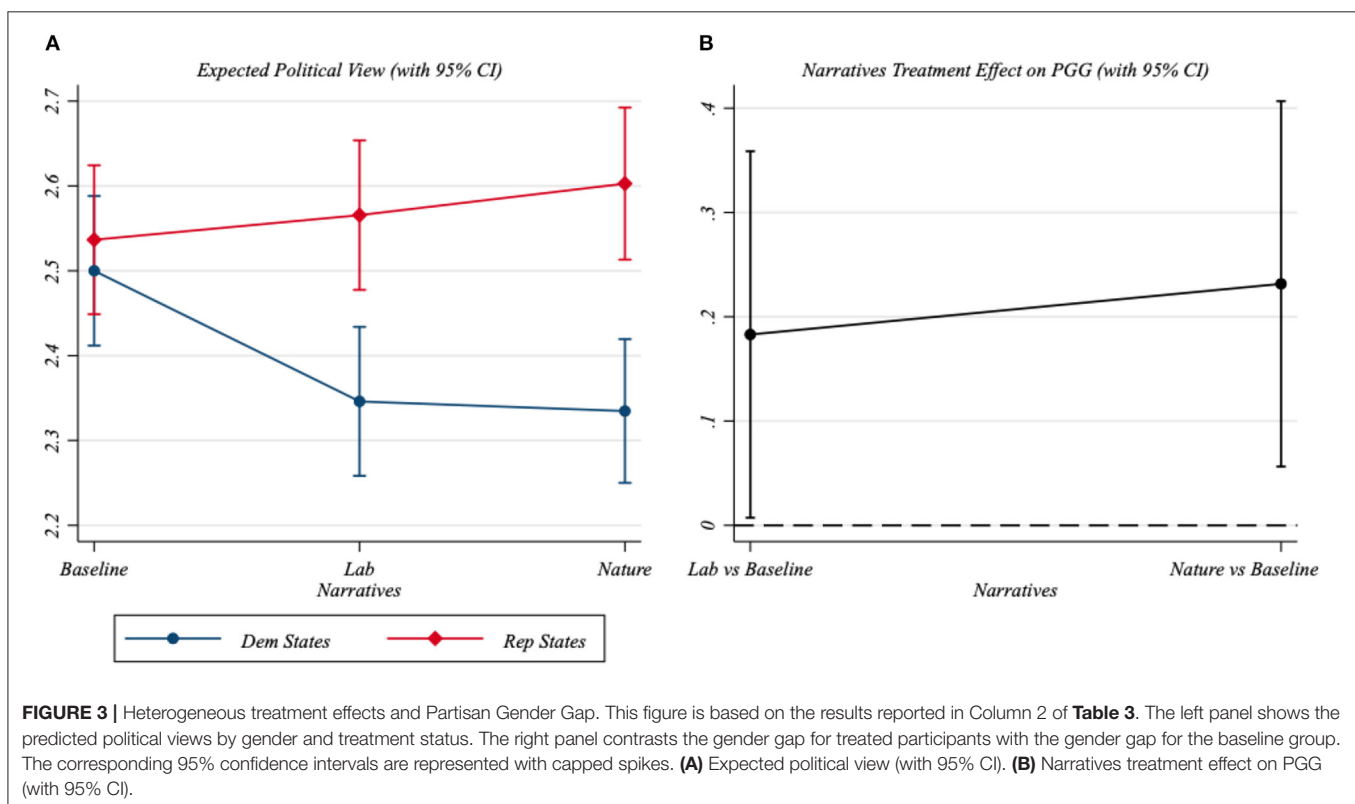 A
Expected Political View (with 95% CI)
2.7
2.6
2.5
2.4
2.3
2.2
Baseline
Lab
Nature
Narratives
Dem States
Rep States
B
Narratives Treatment Effect on PGG (with 95% CI)
.4
.3
.2
.1
0
Lab vs Baseline
Nature vs Baseline
Narratives
FIGURE 3 | Heterogeneous treatment effects and Partisan Gender Gap. This figure is based on the results reported in Column 2 of Table 3. The left panel shows the
predicted political views by gender and treatment status. The right panel contrasts the gender gap for treated participants with the gender gap for the baseline group.
The corresponding 95% confidence intervals are represented with capped spikes. (A) Expected political view (with 95% CI). (B) Narratives treatment effect on PGG
(with 95% CI).